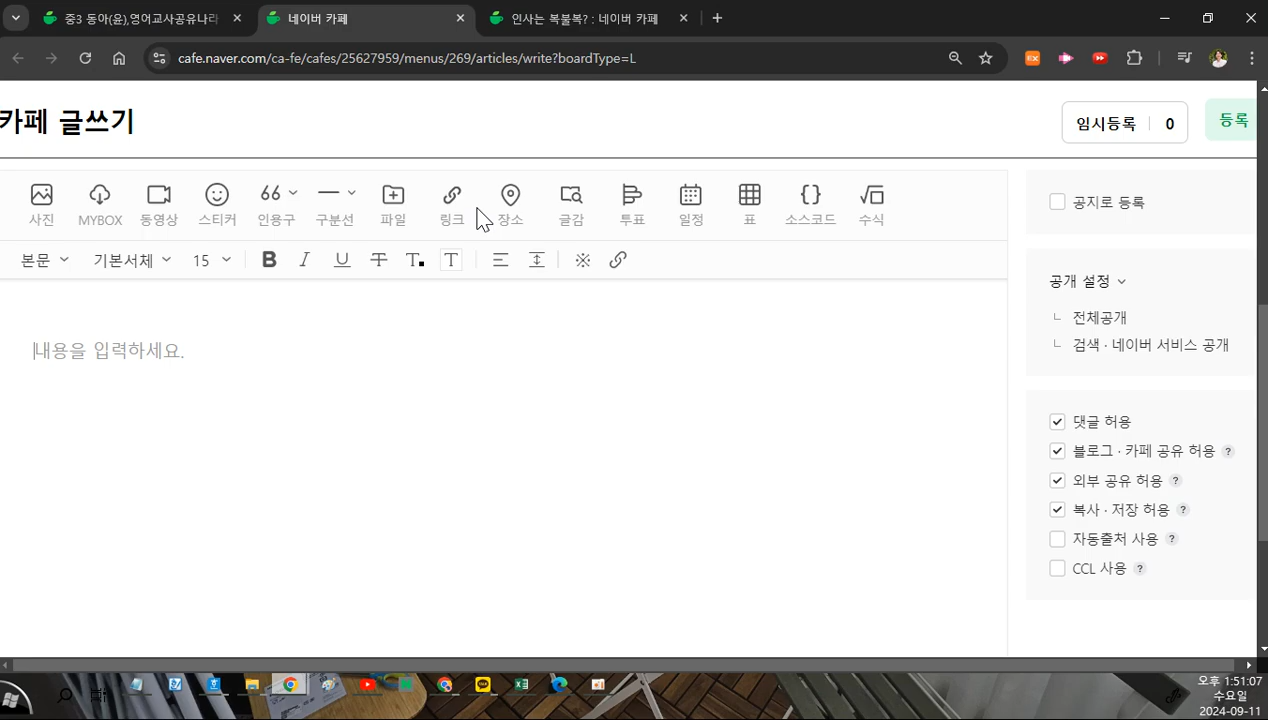 중3 동아(윤),영어교사공유나라
네이버 카페
인사는 복불복? : 네이버 카페
cafe.naver.com/ca-fe/cafes/25627959/menus/269/articles/write?boardType=L
카페 글쓰기
임시등록 0
등록
사진 MYBOX 동영상 스티커 인용구 구분선 파일 링크 장소 글감 투표 일정 표 소스코드 수식
본문 기본서체 15
내용을 입력하세요.
공지로 등록
공개 설정
전체공개
검색 · 네이버 서비스 공개
댓글 허용
블로그 · 카페 공유 허용 ?
외부 공유 허용 ?
복사 · 저장 허용 ?
자동출처 사용 ?
CCL 사용 ?
오후 1:51:07
수요일
2024-09-11